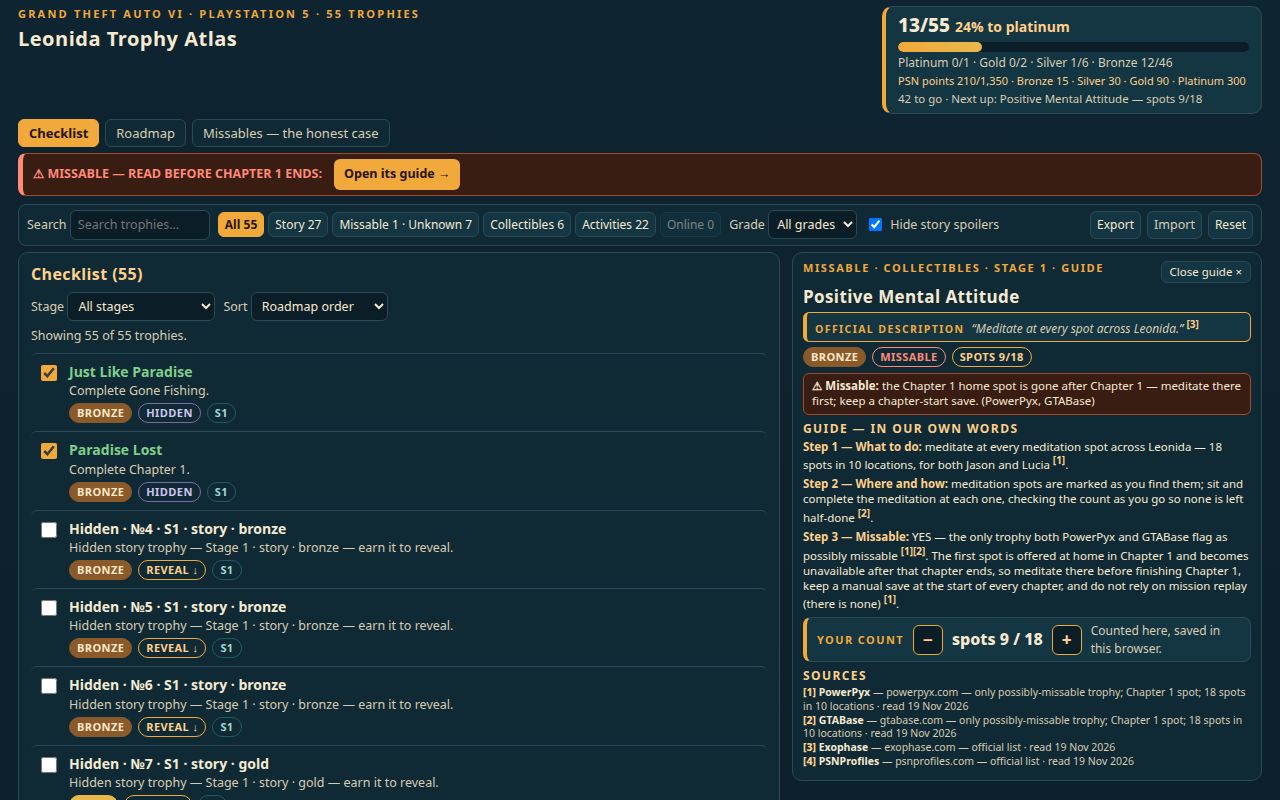 GRAND THEFT AUTO VI · PLAYSTATION 5 · 55 TROPHIES
Leonida Trophy Atlas
13/55 24% to platinum
Platinum 0/1 · Gold 0/2 · Silver 1/6 · Bronze 12/46
PSN points 210/1,350 · Bronze 15 · Silver 30 · Gold 90 · Platinum 300
42 to go · Next up: Positive Mental Attitude — spots 9/18
Checklist
Roadmap
Missables — the honest case
⚠ MISSABLE — READ BEFORE CHAPTER 1 ENDS:
Open its guide →
Search
Search trophies...
All 55
Story 27
Missable 1 · Unknown 7
Collectibles 6
Activities 22
Online 0
Grade
All grades
Hide story spoilers
Export
Import
Reset
Checklist (55)
Stage
All stages
Sort
Roadmap order
Showing 55 of 55 trophies.
Just Like Paradise
Complete Gone Fishing.
BRONZE
HIDDEN
S1
Paradise Lost
Complete Chapter 1.
BRONZE
HIDDEN
S1
Hidden · №4 · S1 · story · bronze
Hidden story trophy — Stage 1 · story · bronze — earn it to reveal.
BRONZE
REVEAL ↓
S1
Hidden · №5 · S1 · story · bronze
Hidden story trophy — Stage 1 · story · bronze — earn it to reveal.
BRONZE
REVEAL ↓
S1
Hidden · №6 · S1 · story · bronze
Hidden story trophy — Stage 1 · story · bronze — earn it to reveal.
BRONZE
REVEAL ↓
S1
Hidden · №7 · S1 · story · gold
Hidden story trophy — Stage 1 · story · gold — earn it to reveal.
MISSABLE · COLLECTIBLES · STAGE 1 · GUIDE
Close guide ×
Positive Mental Attitude
OFFICIAL DESCRIPTION “Meditate at every spot across Leonida.” [3]
BRONZE
MISSABLE
SPOTS 9/18
⚠ Missable: the Chapter 1 home spot is gone after Chapter 1 — meditate there
first; keep a chapter-start save. (PowerPyx, GTABase)
GUIDE — IN OUR OWN WORDS
Step 1 — What to do: meditate at every meditation spot across Leonida — 18
spots in 10 locations, for both Jason and Lucia [1].
Step 2 — Where and how: meditation spots are marked as you find them; sit and
complete the meditation at each one, checking the count as you go so none is left
half-done [2].
Step 3 — Missable: YES — the only trophy both PowerPyx and GTABase flag as
possibly missable [1][2]. The first spot is offered at home in Chapter 1 and becomes
unavailable after that chapter ends, so meditate there before finishing Chapter 1,
keep a manual save at the start of every chapter, and do not rely on mission replay
(there is none) [1].
YOUR COUNT
−
spots 9 / 18
+
Counted here, saved in
this browser.
SOURCES
[1] PowerPyx — powerpyx.com — only possibly-missable trophy; Chapter 1 spot; 18 spots
in 10 locations · read 19 Nov 2026
[2] GTABase — gtabase.com — only possibly-missable trophy; Chapter 1 spot; 18 spots in
10 locations · read 19 Nov 2026
[3] Exophase — exophase.com — official list · read 19 Nov 2026
[4] PSNProfiles — psnprofiles.com — official list · read 19 Nov 2026